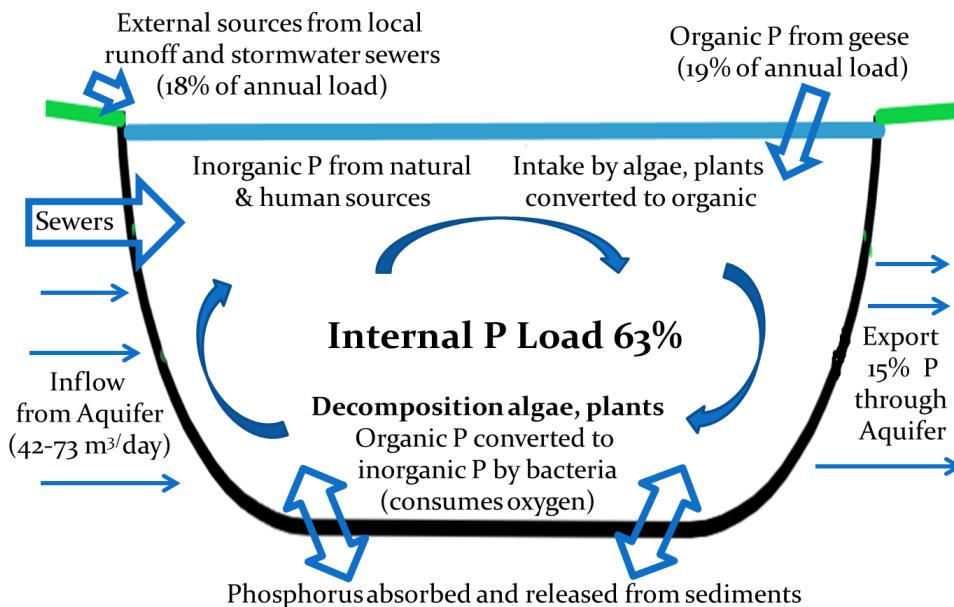 External sources from local
runoff and stormwater sewers
(18% of annual load)
Organic P from geese
(19% of annual load)
Inorganic P from natural
& human sources
Intake by algae, plants
converted to organic
Sewers
Internal P Load 63%
Inflow
from Aquifer
(42-73 m³/day)
Decomposition algae, plants
Organic P converted to
inorganic P by bacteria
(consumes oxygen)
Export
15% P
through
Aquifer
Phosphorus absorbed and released from sediments